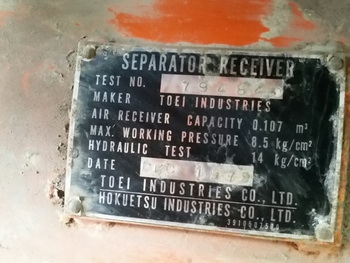 SEPARATOR RECEIVER
TEST NO.
MAKER TOEI INDUSTRIES
AIR RECEIVER CAPACITY 0.107 m³
MAX. WORKING PRESSURE 8.5 kg/cm²
HYDRAULIC TEST 14 kg/cm²
DATE
TOEI INDUSTRIES CO., LTD.
HOKUETSU INDUSTRIES CO., LTD.